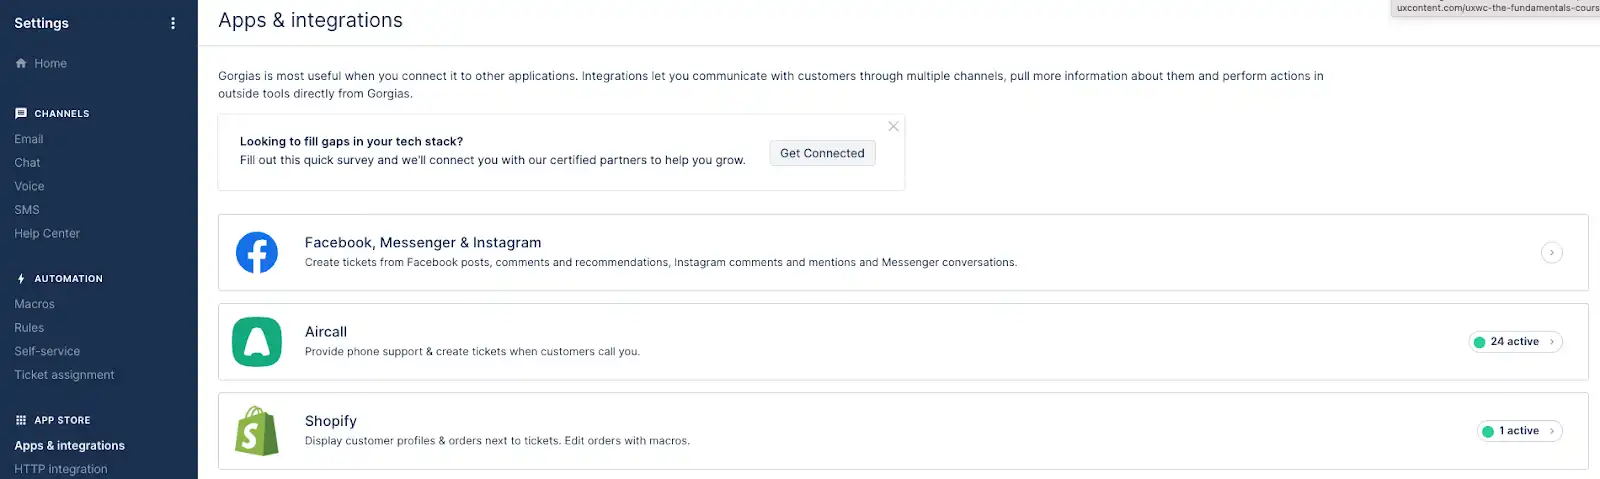 Settings
Home
CHANNELS
Email
Chat
Voice
SMS
Help Center
AUTOMATION
Macros
Rules
Self-service
Ticket assignment
APP STORE
Apps & integrations
HTTP integration
Apps & integrations
uxcontent.com/uxwc-the-fundamentals-cours
Gorgias is most useful when you connect it to other applications. Integrations let you communicate with customers through multiple channels, pull more information about them and perform actions in
outside tools directly from Gorgias.
Looking to fill gaps in your tech stack?
Fill out this quick survey and we'll connect you with our certified partners to help you grow.
Get Connected
Facebook, Messenger & Instagram
Create tickets from Facebook posts, comments and recommendations, Instagram comments and mentions and Messenger conversations.
Aircall
Provide phone support & create tickets when customers call you.
24 active
Shopify
Display customer profiles & orders next to tickets. Edit orders with macros.
1 active